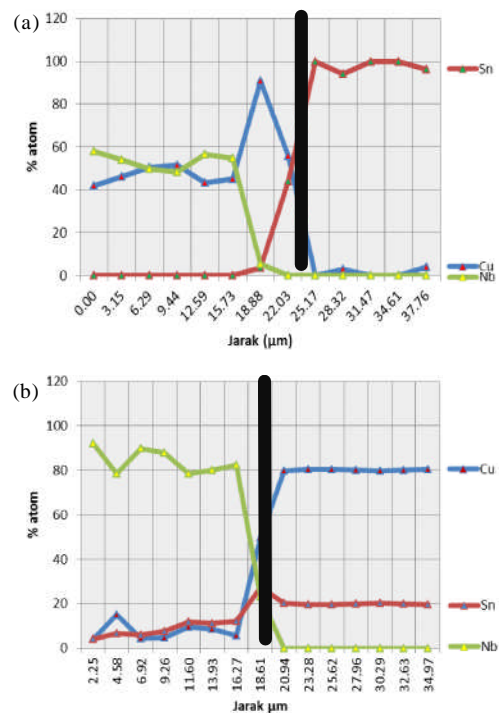 (a)
120
100
80
60
40
20
0
% atom
0.00 3.15 6.29 9.44 12.59 15.73 18.88 22.03 25.17 28.32 31.47 34.61 37.76
Jarak (μm)
Sn
Cu
Nb
(b)
120
100
80
60
40
20
0
% atom
2.25 4.58 6.92 9.26 11.60 13.93 16.27 18.61 20.94 23.28 25.62 27.96 30.29 32.63 34.97
Jarak μm
Cu
Sn
Nb